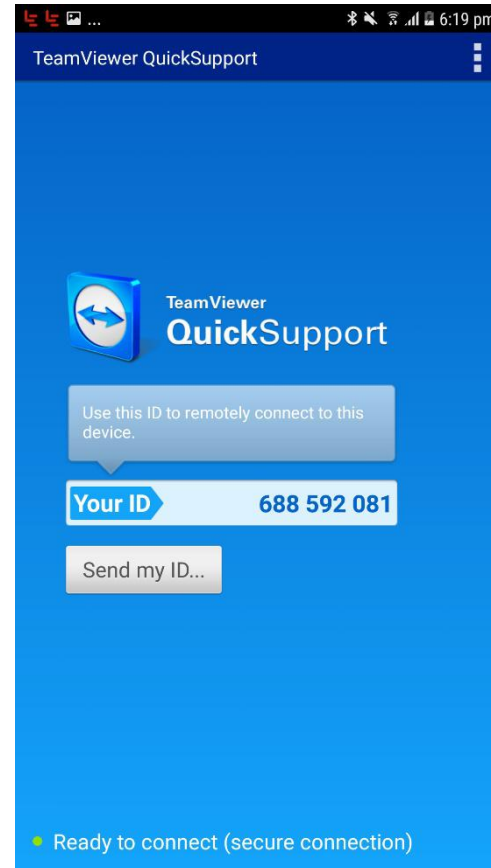 6:19 pm
TeamViewer QuickSupport
TeamViewer
QuickSupport
Use this ID to remotely connect to this
device.
Your ID 688 592 081
Send my ID...
Ready to connect (secure connection)